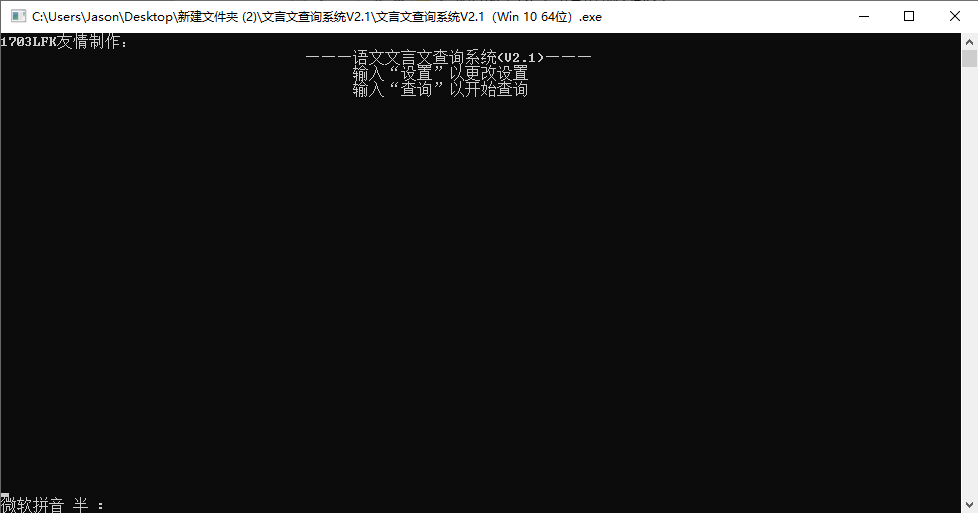 C:\Users\Jason\Desktop\新建文件夹 (2)\文言文查询系统V2.1\文言文查询系统V2.1（Win 10 64位）.exe
1703LFK友情制作:
———语文文言文查询系统(V2.1)———
输入“设置”以更改设置
输入“查询”以开始查询
微软拼音 半 :